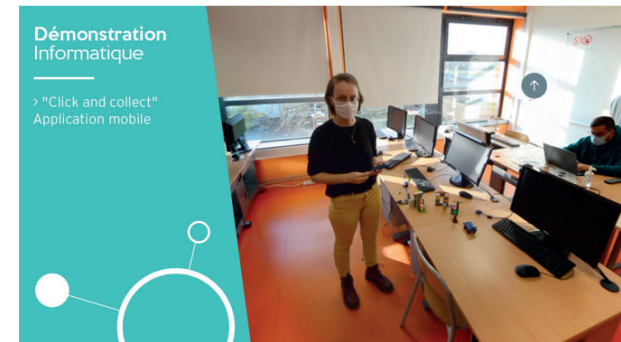 Démonstration
Informatique
> "Click and collect"
Application mobile